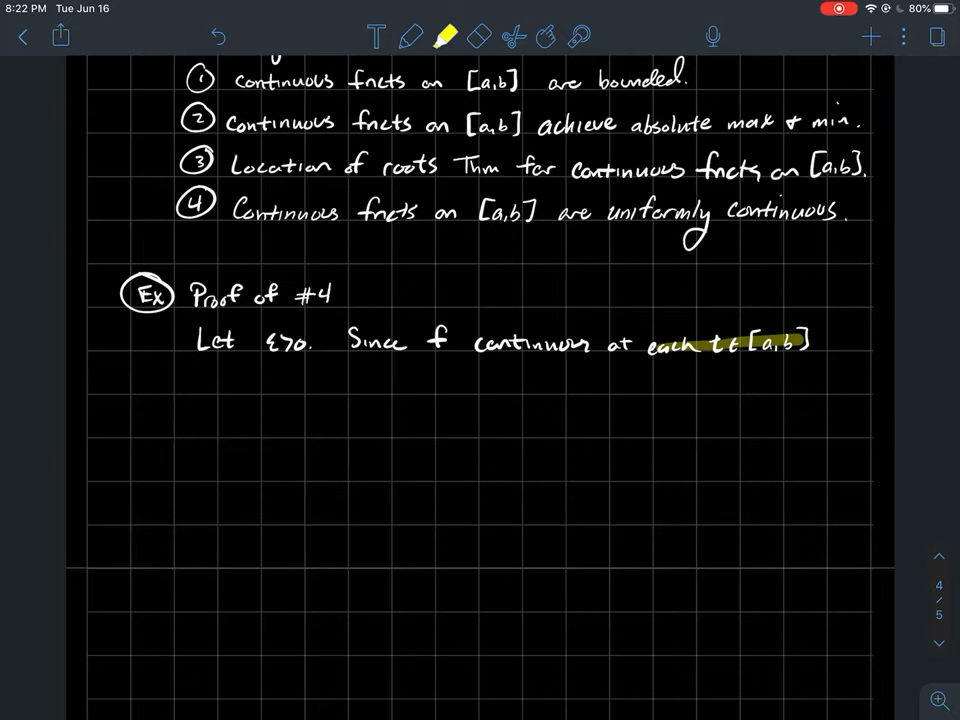 8:22 PM Tue Jun 16
80%
① continuous fncts on [a,b] are bounded.
② Continuous fncts on [a,b] achieve absolute max + min.
③ Location of roots Thm for continuous fncts on [a,b].
④ Continuous fncts on [a,b] are uniformly continuous.
Ex Proof of #4
Let ε>0. Since f continuous at each t∈[a,b]
4
/
5